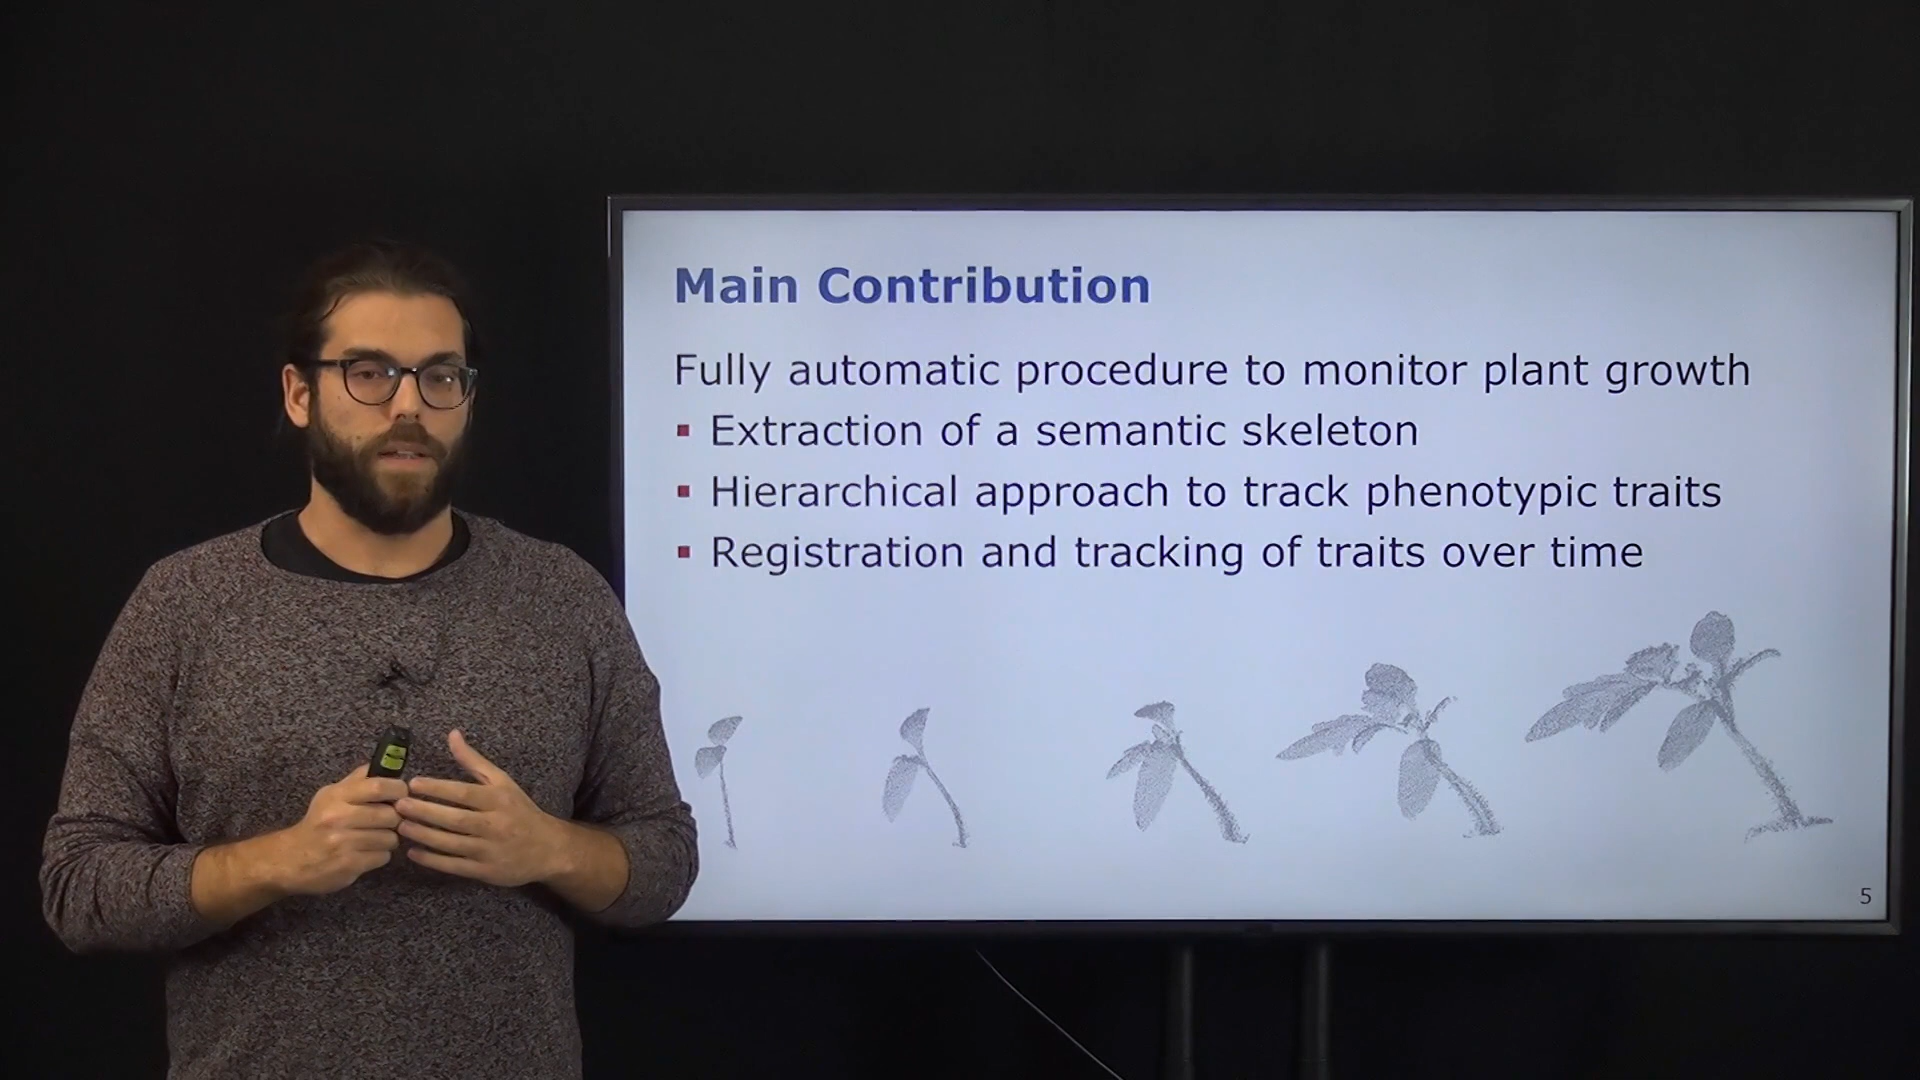 Main Contribution
Fully automatic procedure to monitor plant growth
▪ Extraction of a semantic skeleton
▪ Hierarchical approach to track phenotypic traits
▪ Registration and tracking of traits over time
5